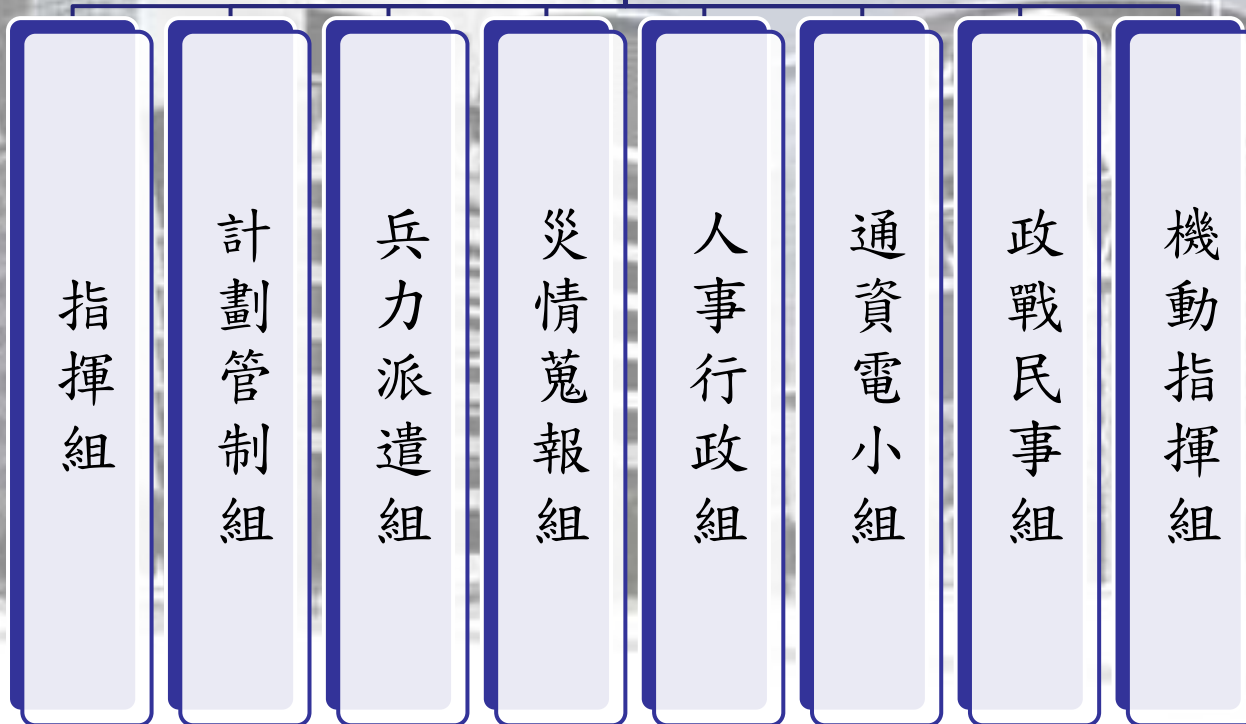 指揮組
計劃管制組
兵力派遣組
災情蒐報組
人事行政組
通資電小組
政戰民事組
機動指揮組